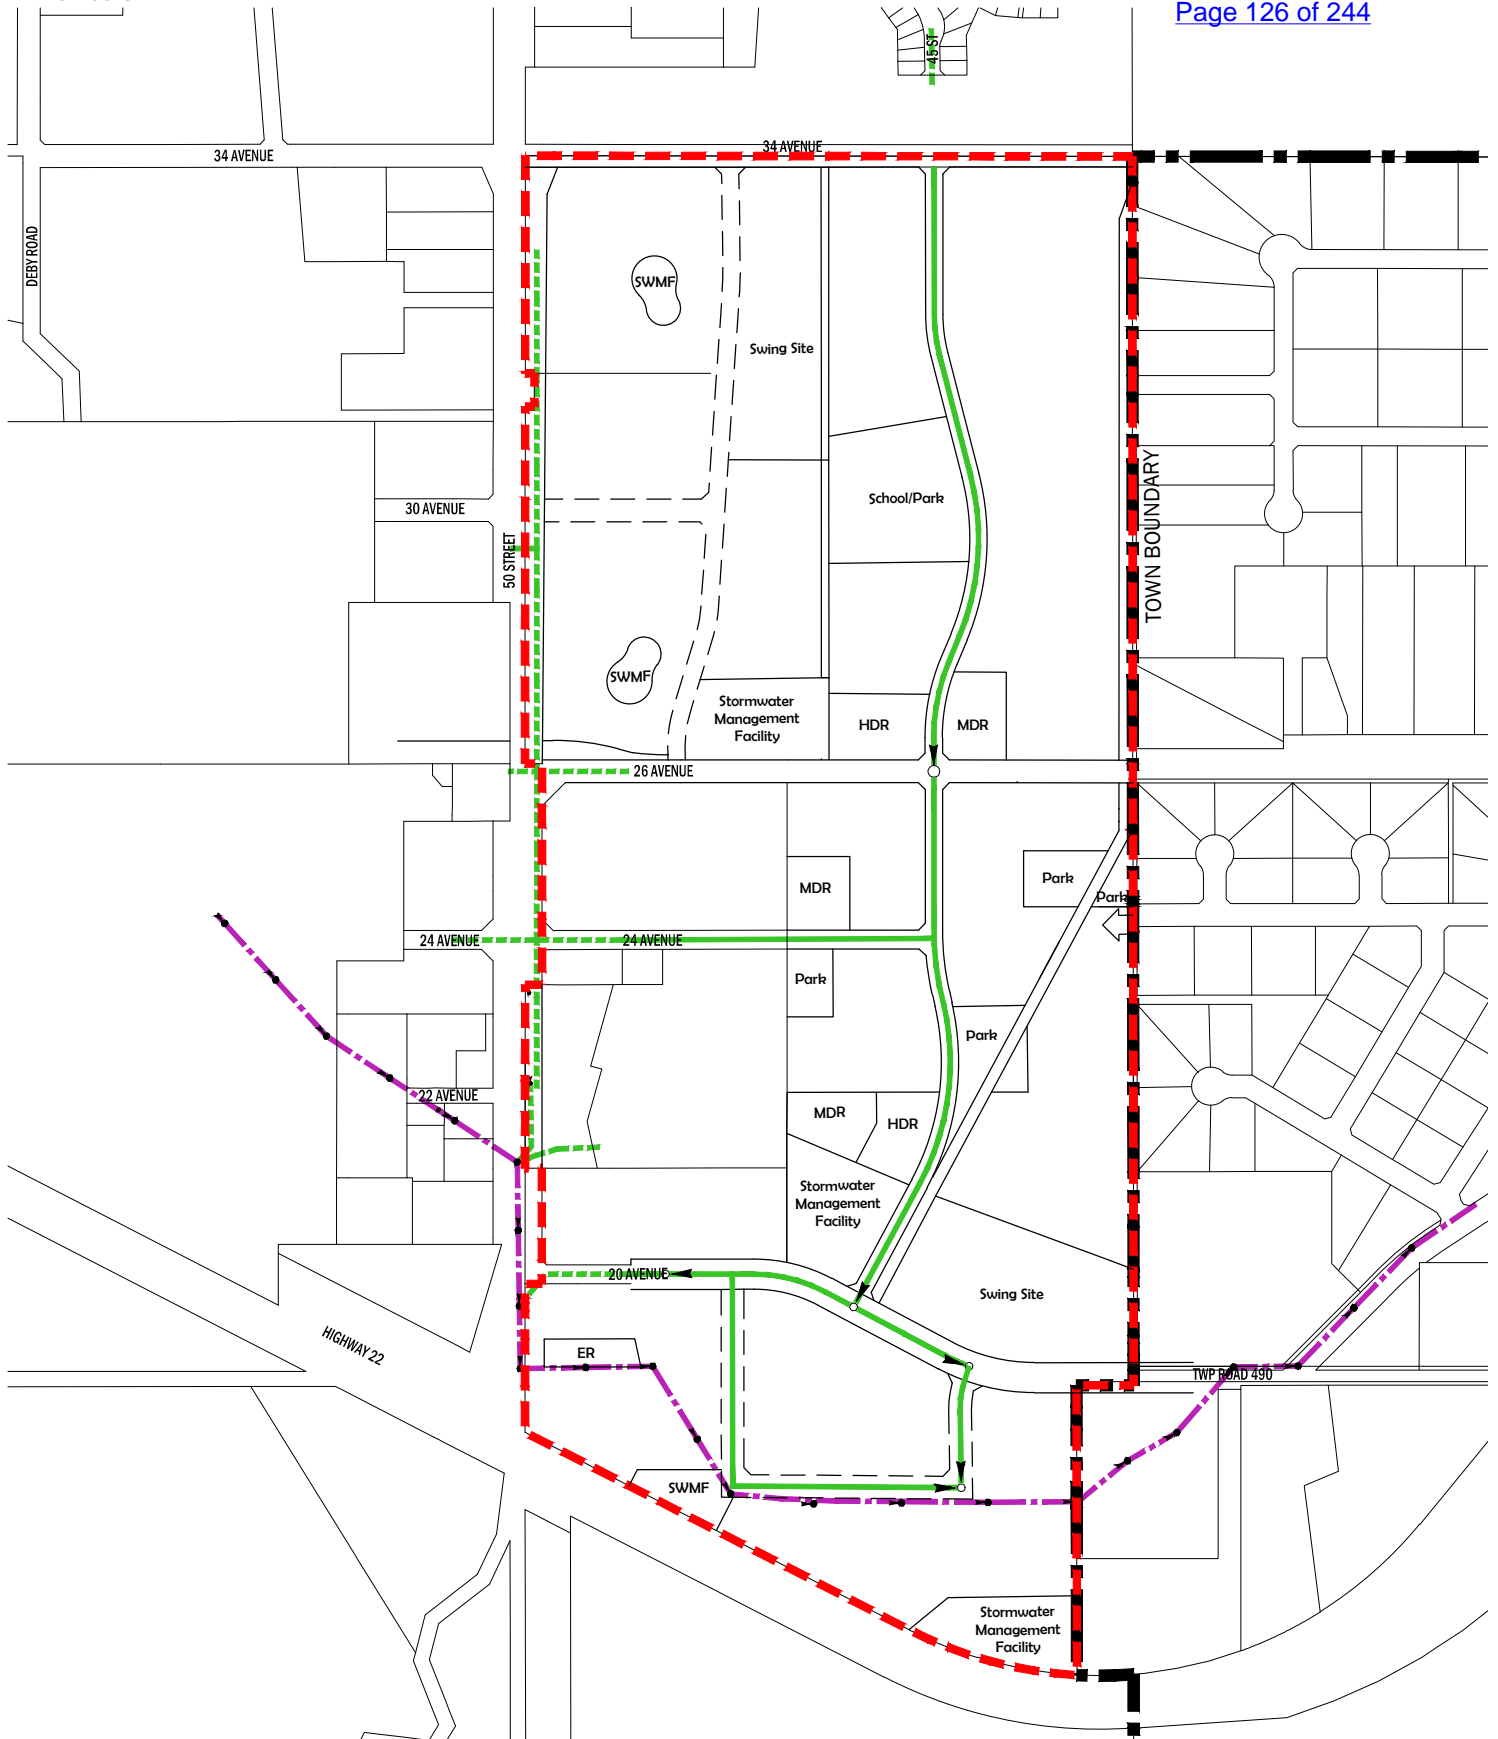 Page 126 of 244
45 ST
34 AVENUE
34 AVENUE
DEBY ROAD
SWMF
Swing Site
TOWN BOUNDARY
School/Park
30 AVENUE
50 STREET
SWMF
Stormwater
Management
Facility
HDR
MDR
26 AVENUE
MDR
Park
Park
24 AVENUE
24 AVENUE
Park
Park
22 AVENUE
MDR
HDR
Stormwater
Management
Facility
20 AVENUE
Swing Site
HIGHWAY 22
ER
TWP ROAD 490
SWMF
Stormwater
Management
Facility